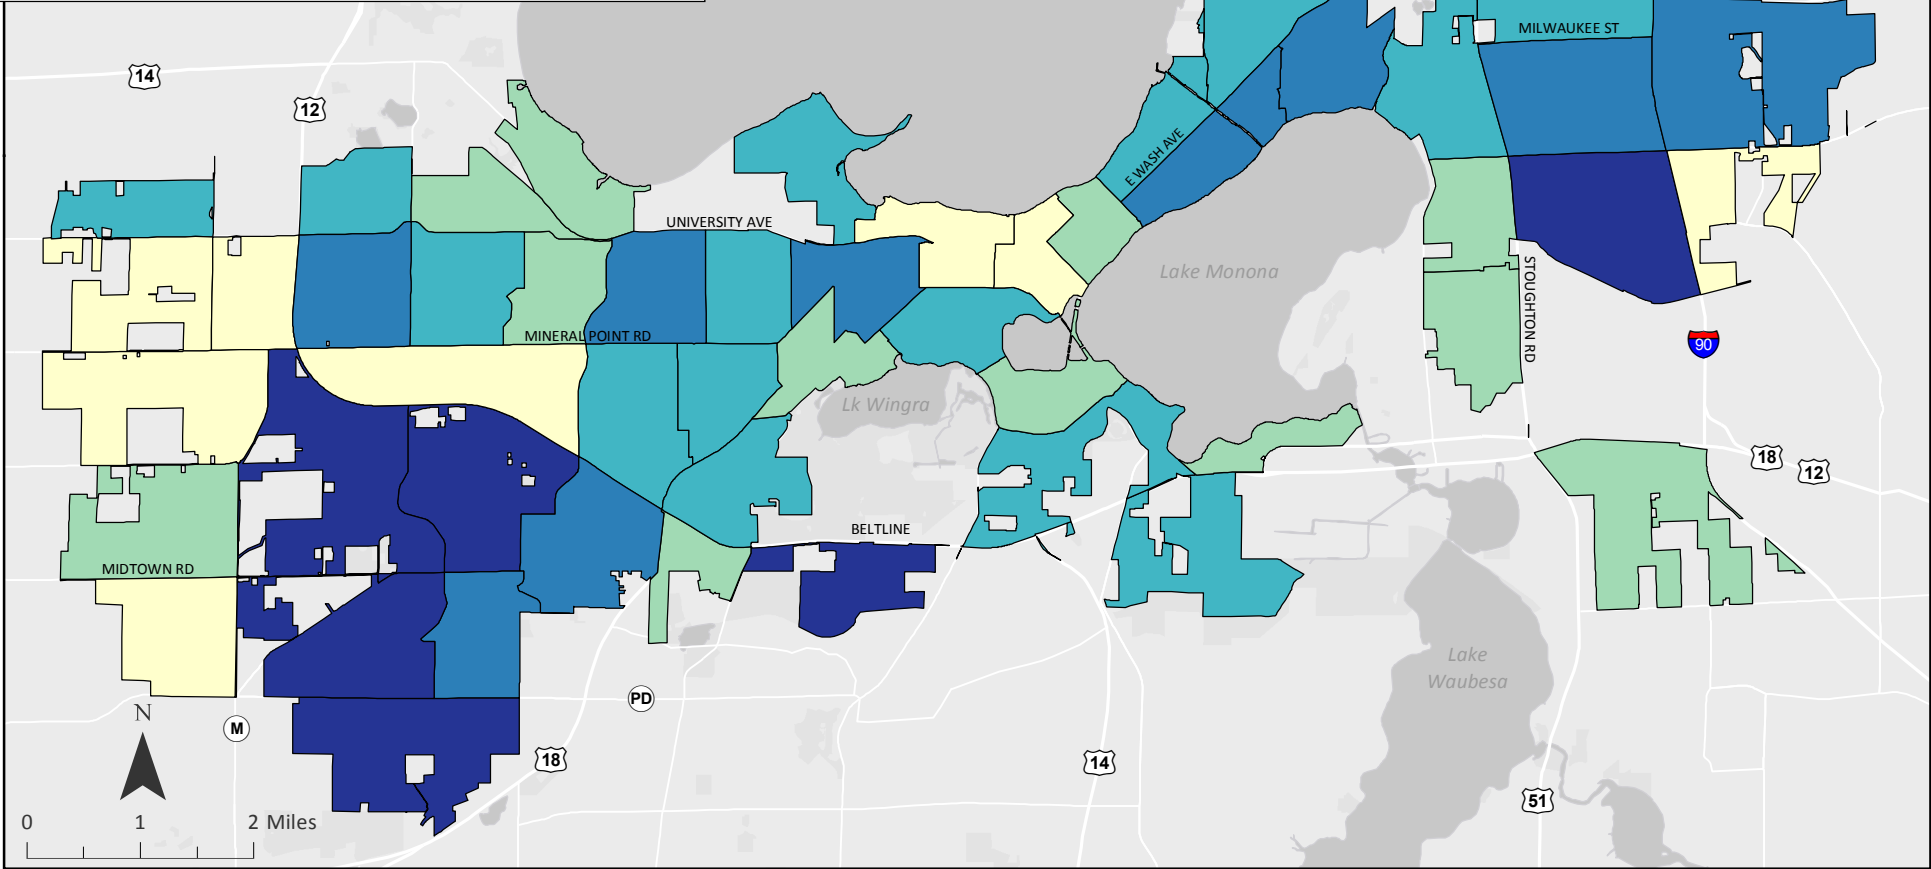 MILWAUKEE ST
14
12
E WASH AVE
UNIVERSITY AVE
Lake Monona
STOUGHTON RD
MINERAL POINT RD
90
Lk Wingra
18
12
BELTLINE
MIDTOWN RD
Lake
Waubesa
PD
N
M
18
14
51
0 1 2 Miles